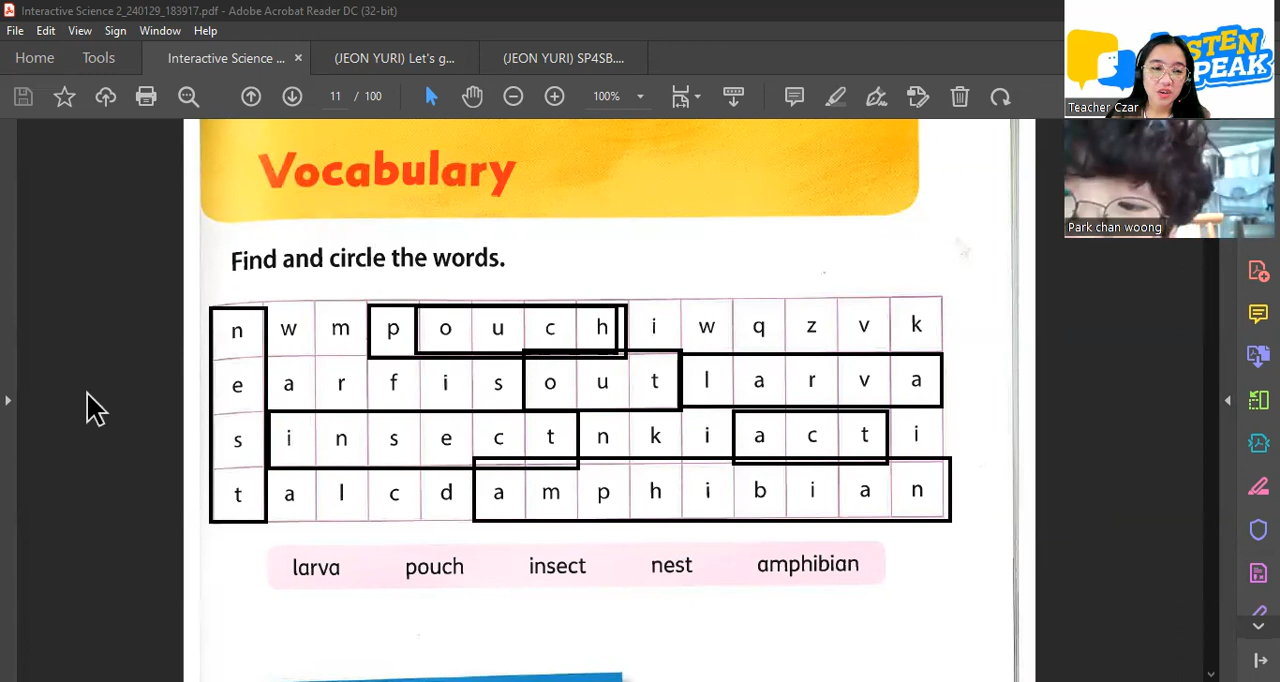 Interactive Science 2_240129_183917.pdf - Adobe Acrobat Reader DC (32-bit)
File Edit View Sign Window Help
Home Tools Interactive Science ... × (JEON YURI) Let's g... (JEON YURI) SP4SB....
11 / 100 100%
LISTEN
SPEAK
Teacher Czar
Park chan woong
Vocabulary
Find and circle the words.
n w m p o u c h i w q z v k
e a r f i s o u t l a r v a
s i n s e c t n k i a c t i
t a l c d a m p h i b i a n
larva pouch insect nest amphibian